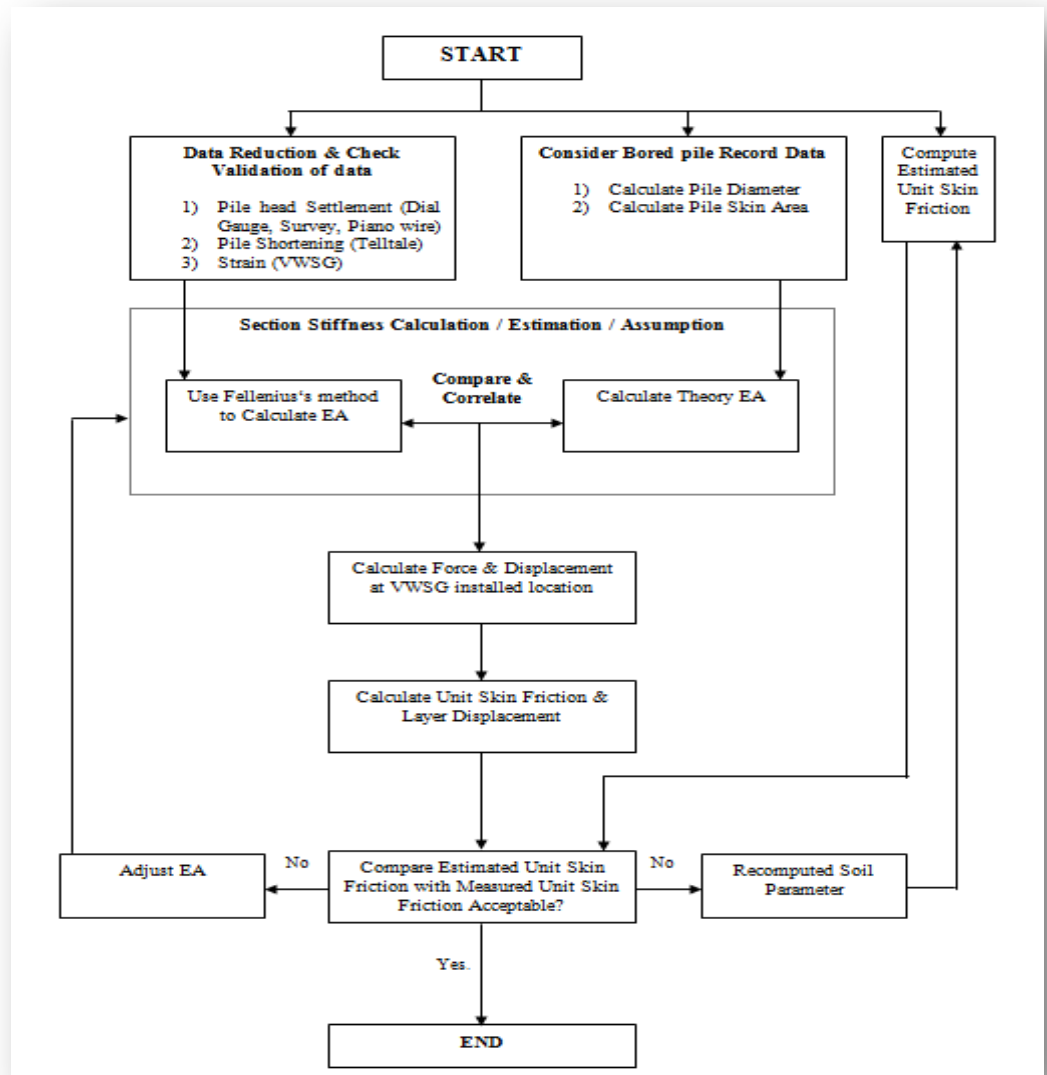 START
Data Reduction & Check
Validation of data
1) Pile head Settlement (Dial
Gauge, Survey, Piano wire)
2) Pile Shortening (Telltale)
3) Strain (VWSG)
Consider Bored pile Record Data
1) Calculate Pile Diameter
2) Calculate Pile Skin Area
Compute
Estimated
Unit Skin
Friction
Section Stiffness Calculation / Estimation / Assumption
Use Fellenius‘s method
to Calculate EA
Compare &
Correlate
Calculate Theory EA
Calculate Force & Displacement
at VWSG installed location
Calculate Unit Skin Friction &
Layer Displacement
Adjust EA
No
Compare Estimated Unit Skin
Friction with Measured Unit Skin
Friction Acceptable?
No
Recomputed Soil
Parameter
Yes.
END